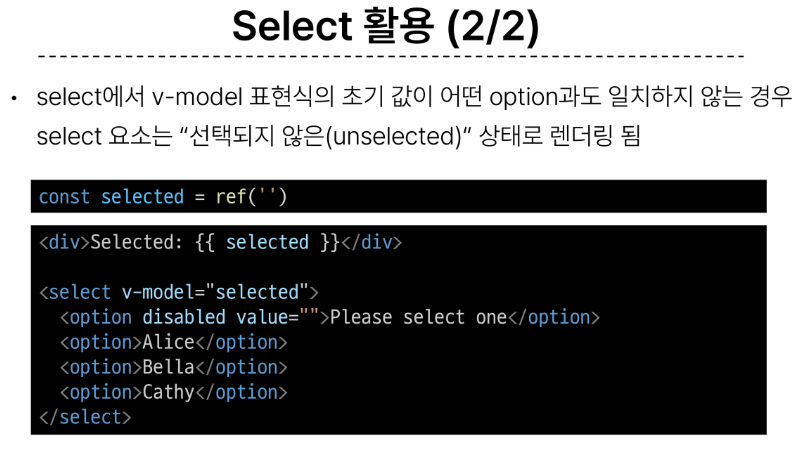 Select 활용 (2/2)
• select에서 v-model 표현식의 초기 값이 어떤 option과도 일치하지 않는 경우
select 요소는 “선택되지 않은(unselected)“ 상태로 렌더링 됨
const selected = ref('')
<div>Selected: {{ selected }}</div>
<select v-model="selected">
  <option disabled value="">Please select one</option>
  <option>Alice</option>
  <option>Bella</option>
  <option>Cathy</option>
</select>